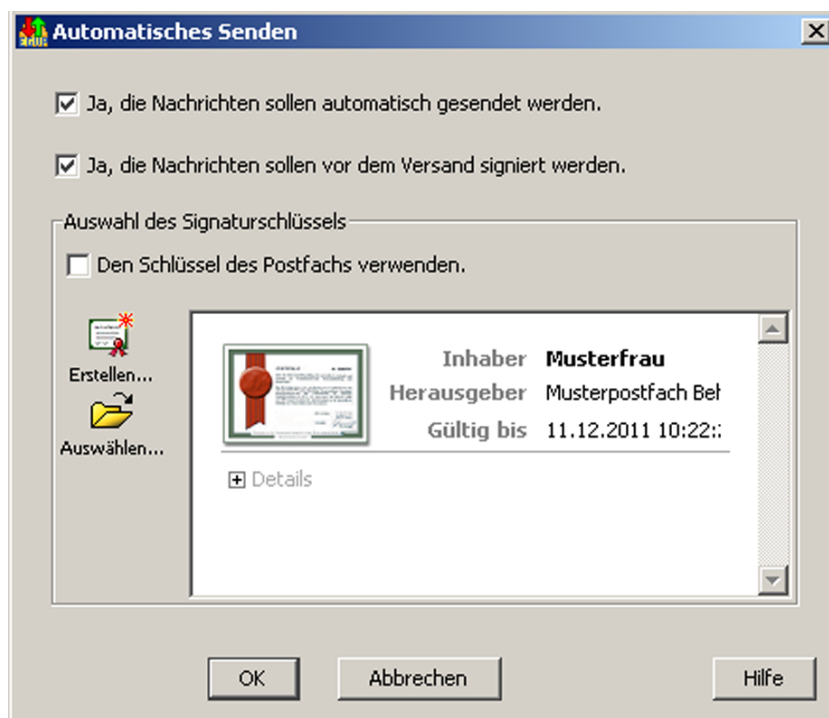 Automatisches Senden
Ja, die Nachrichten sollen automatisch gesendet werden.
Ja, die Nachrichten sollen vor dem Versand signiert werden.
Auswahl des Signaturschlüssels
Den Schlüssel des Postfachs verwenden.
Erstellen...
Auswählen...
Inhaber Musterfrau
Herausgeber Musterpostfach Beh
Gültig bis 11.12.2011 10:22:
Details
OK
Abbrechen
Hilfe